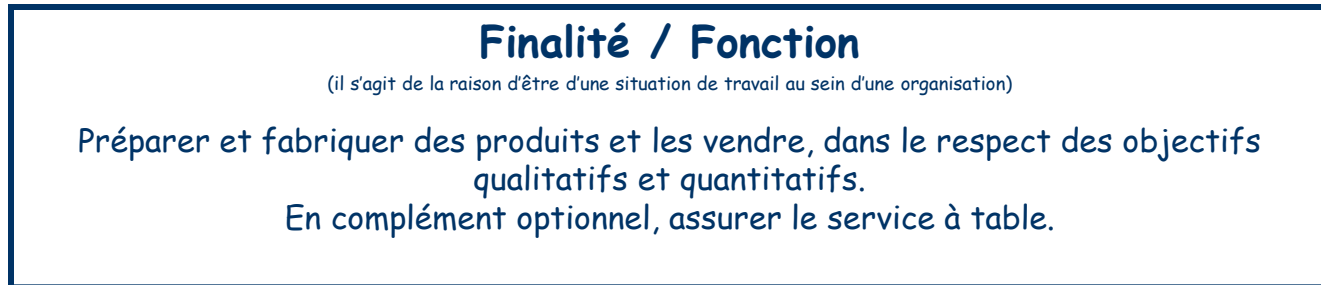 Finalité / Fonction
(il s’agit de la raison d’être d’une situation de travail au sein d’une organisation)
Préparer et fabriquer des produits et les vendre, dans le respect des objectifs
qualitatifs et quantitatifs.
En complément optionnel, assurer le service à table.